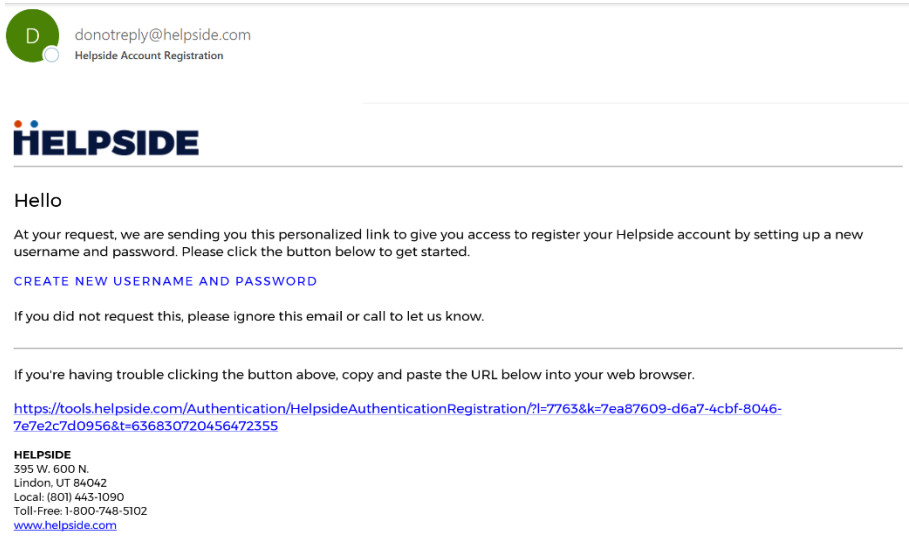 D
donotreply@helpside.com
Helpside Account Registration
HELPSIDE
Hello
At your request, we are sending you this personalized link to give you access to register your Helpside account by setting up a new
username and password. Please click the button below to get started.
CREATE NEW USERNAME AND PASSWORD
If you did not request this, please ignore this email or call to let us know.
If you're having trouble clicking the button above, copy and paste the URL below into your web browser.
https://tools.helpside.com/Authentication/HelpsideAuthenticationRegistration/?l=7763&k=7ea87609-d6a7-4cbf-8046-
7e7e2c7d0956&t=636830720456472355
HELPSIDE
395 W. 600 N.
Lindon, UT 84042
Local: (801) 443-1090
Toll-Free: 1-800-748-5102
www.helpside.com